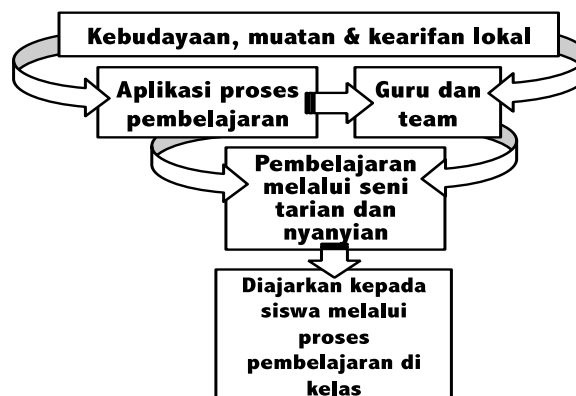 Kebudayaan, muatan & kearifan lokal
Aplikasi proses
pembelajaran
Guru dan
team
Pembelajaran
melalui seni
tarian dan
nyanyian
Diajarkan kepada
siswa melalui
proses
pembelajaran di
kelas